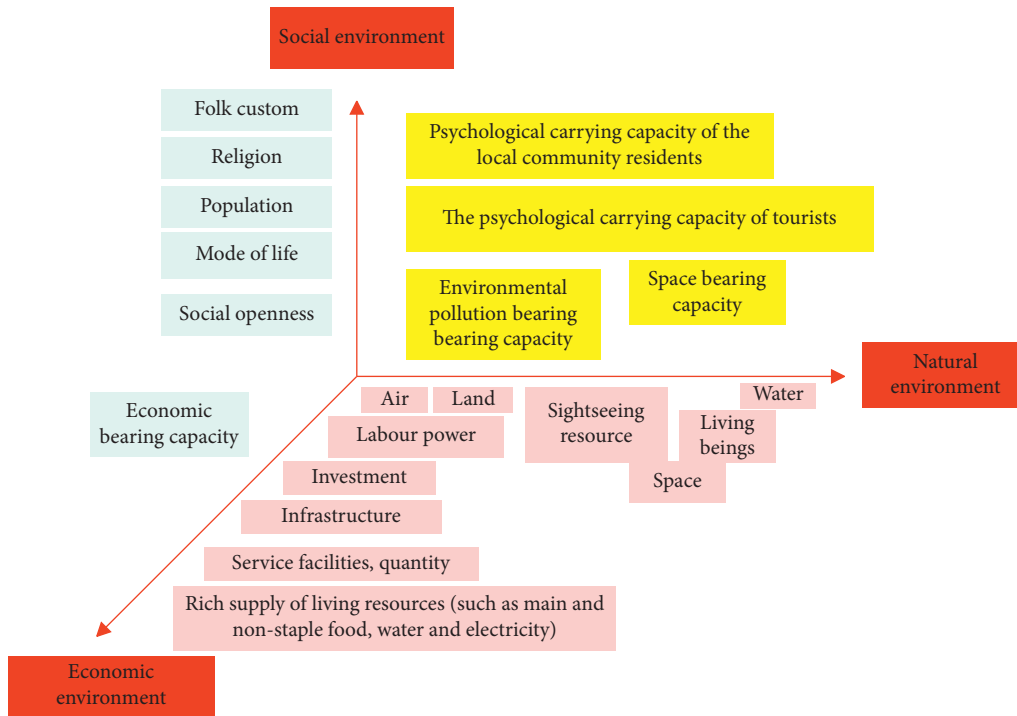 Social environment
Folk custom
Religion
Population
Mode of life
Social openness
Psychological carrying capacity of the
local community residents
The psychological carrying capacity of tourists
Environmental
pollution bearing
bearing capacity
Space bearing
capacity
Natural
environment
Economic
bearing capacity
Air
Land
Labour power
Sightseeing
resource
Water
Living
beings
Space
Investment
Infrastructure
Service facilities, quantity
Rich supply of living resources (such as main and
non-staple food, water and electricity)
Economic
environment